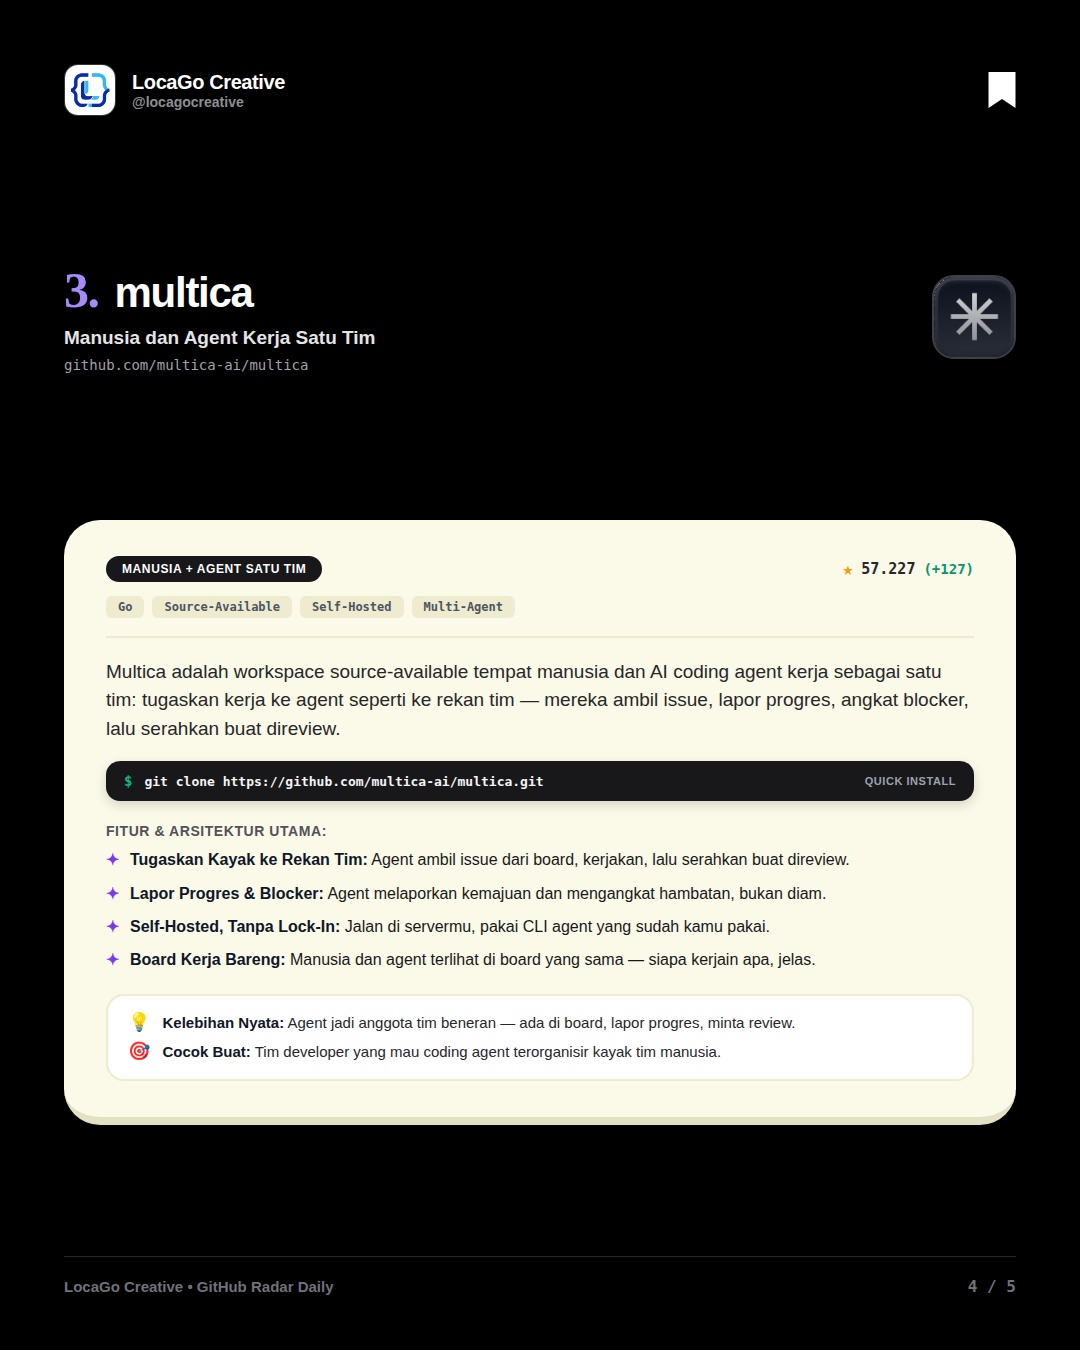 LocaGo Creative
@locagocreative
3. multica
Manusia dan Agent Kerja Satu Tim
github.com/multica-ai/multica
MANUSIA + AGENT SATU TIM
★ 57.227 (+127)
Go Source-Available Self-Hosted Multi-Agent
Multica adalah workspace source-available tempat manusia dan AI coding agent kerja sebagai satu
tim: tugaskan kerja ke agent seperti ke rekan tim — mereka ambil issue, lapor progres, angkat blocker,
lalu serahkan buat direview.
$ git clone https://github.com/multica-ai/multica.git QUICK INSTALL
FITUR & ARSITEKTUR UTAMA:
✦ Tugaskan Kayak ke Rekan Tim: Agent ambil issue dari board, kerjakan, lalu serahkan buat direview.
✦ Lapor Progres & Blocker: Agent melaporkan kemajuan dan mengangkat hambatan, bukan diam.
✦ Self-Hosted, Tanpa Lock-In: Jalan di servermu, pakai CLI agent yang sudah kamu pakai.
✦ Board Kerja Bareng: Manusia dan agent terlihat di board yang sama — siapa kerjain apa, jelas.
💡 Kelebihan Nyata: Agent jadi anggota tim beneran — ada di board, lapor progres, minta review.
🎯 Cocok Buat: Tim developer yang mau coding agent terorganisir kayak tim manusia.
LocaGo Creative • GitHub Radar Daily
4 / 5